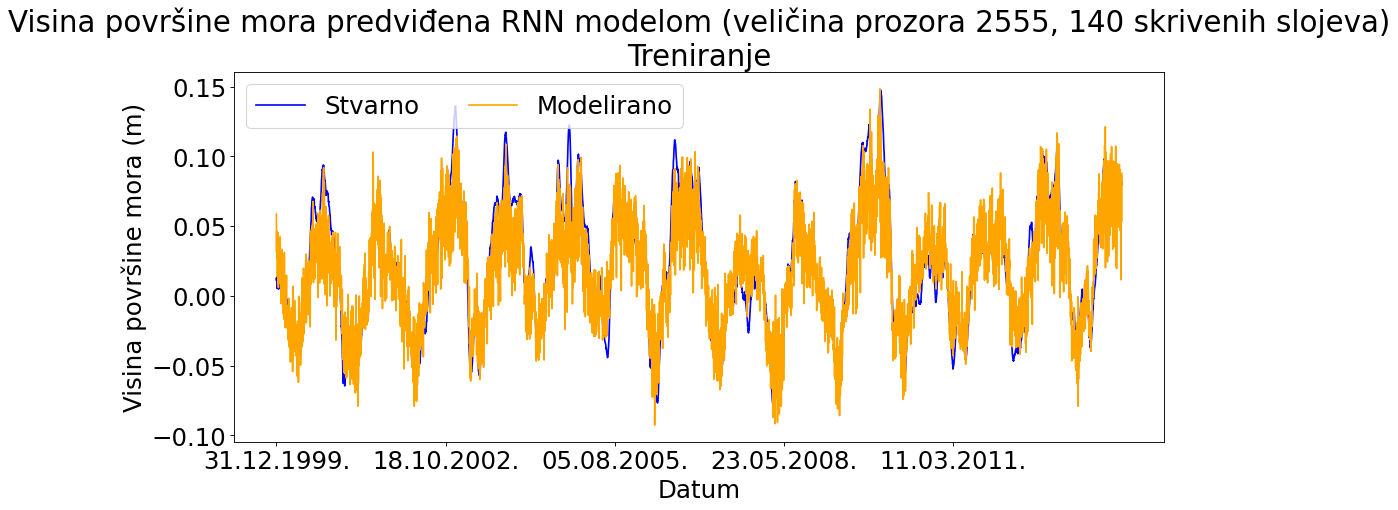 Visina površine mora predviđena RNN modelom (veličina prozora 2555, 140 skrivenih slojeva)
Treniranje
Stvarno Modelirano
Visina površine mora (m)
0.15
0.10
0.05
0.00
−0.05
−0.10
31.12.1999. 18.10.2002. 05.08.2005. 23.05.2008. 11.03.2011.
Datum